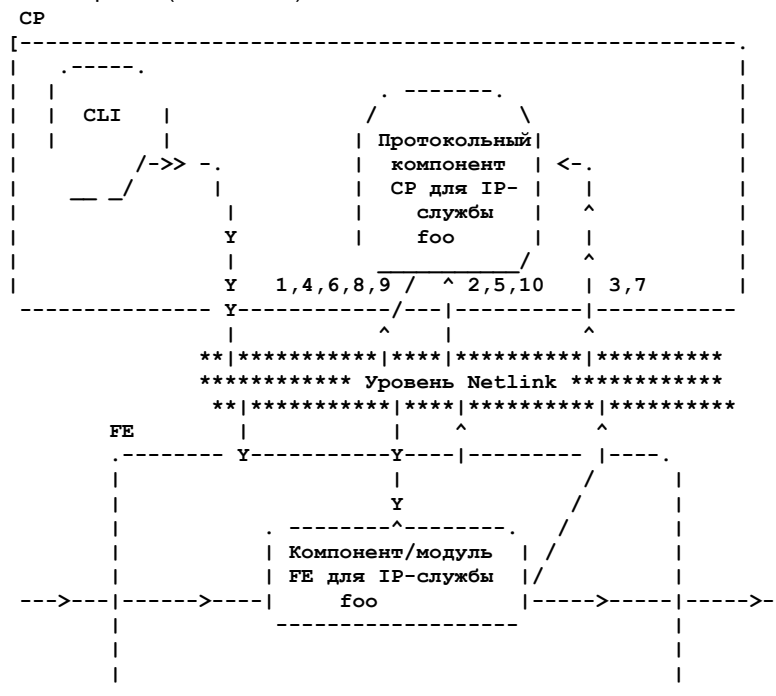 CP
CLI
Протокольный
компонент
CP для IP-
службы
foo
Y
Y 1,4,6,8,9 / ^ 2,5,10 | 3,7
Y
Уровень Netlink
FE
Y Y
Y
Компонент/модуль
FE для IP-службы
foo